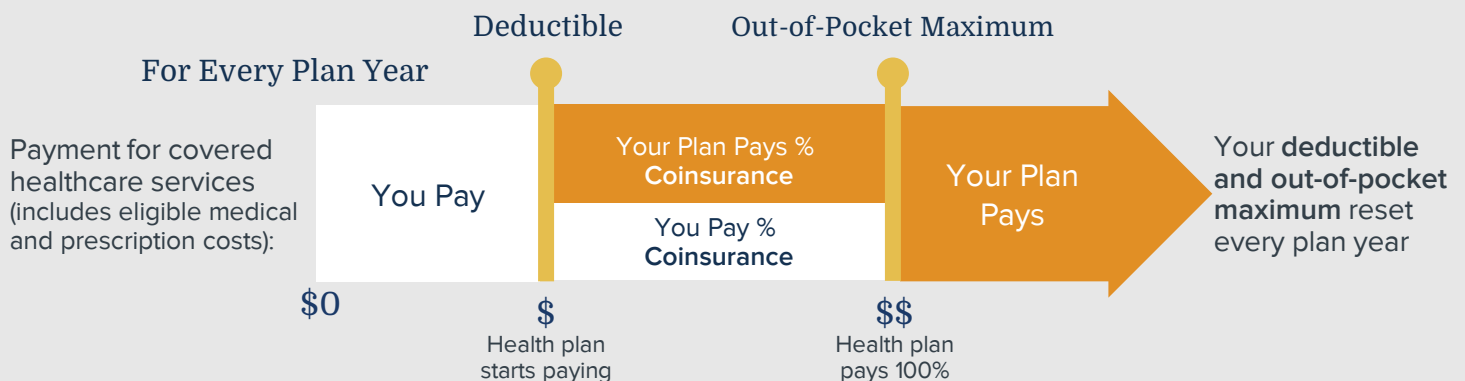 Deductible
Out-of-Pocket Maximum
For Every Plan Year
Payment for covered
healthcare services
(includes eligible medical
and prescription costs):
You Pay
Your Plan Pays %
Coinsurance
You Pay %
Coinsurance
Your Plan
Pays
Your deductible
and out-of-pocket
maximum reset
every plan year
$0
$
Health plan
starts paying
$$
Health plan
pays 100%